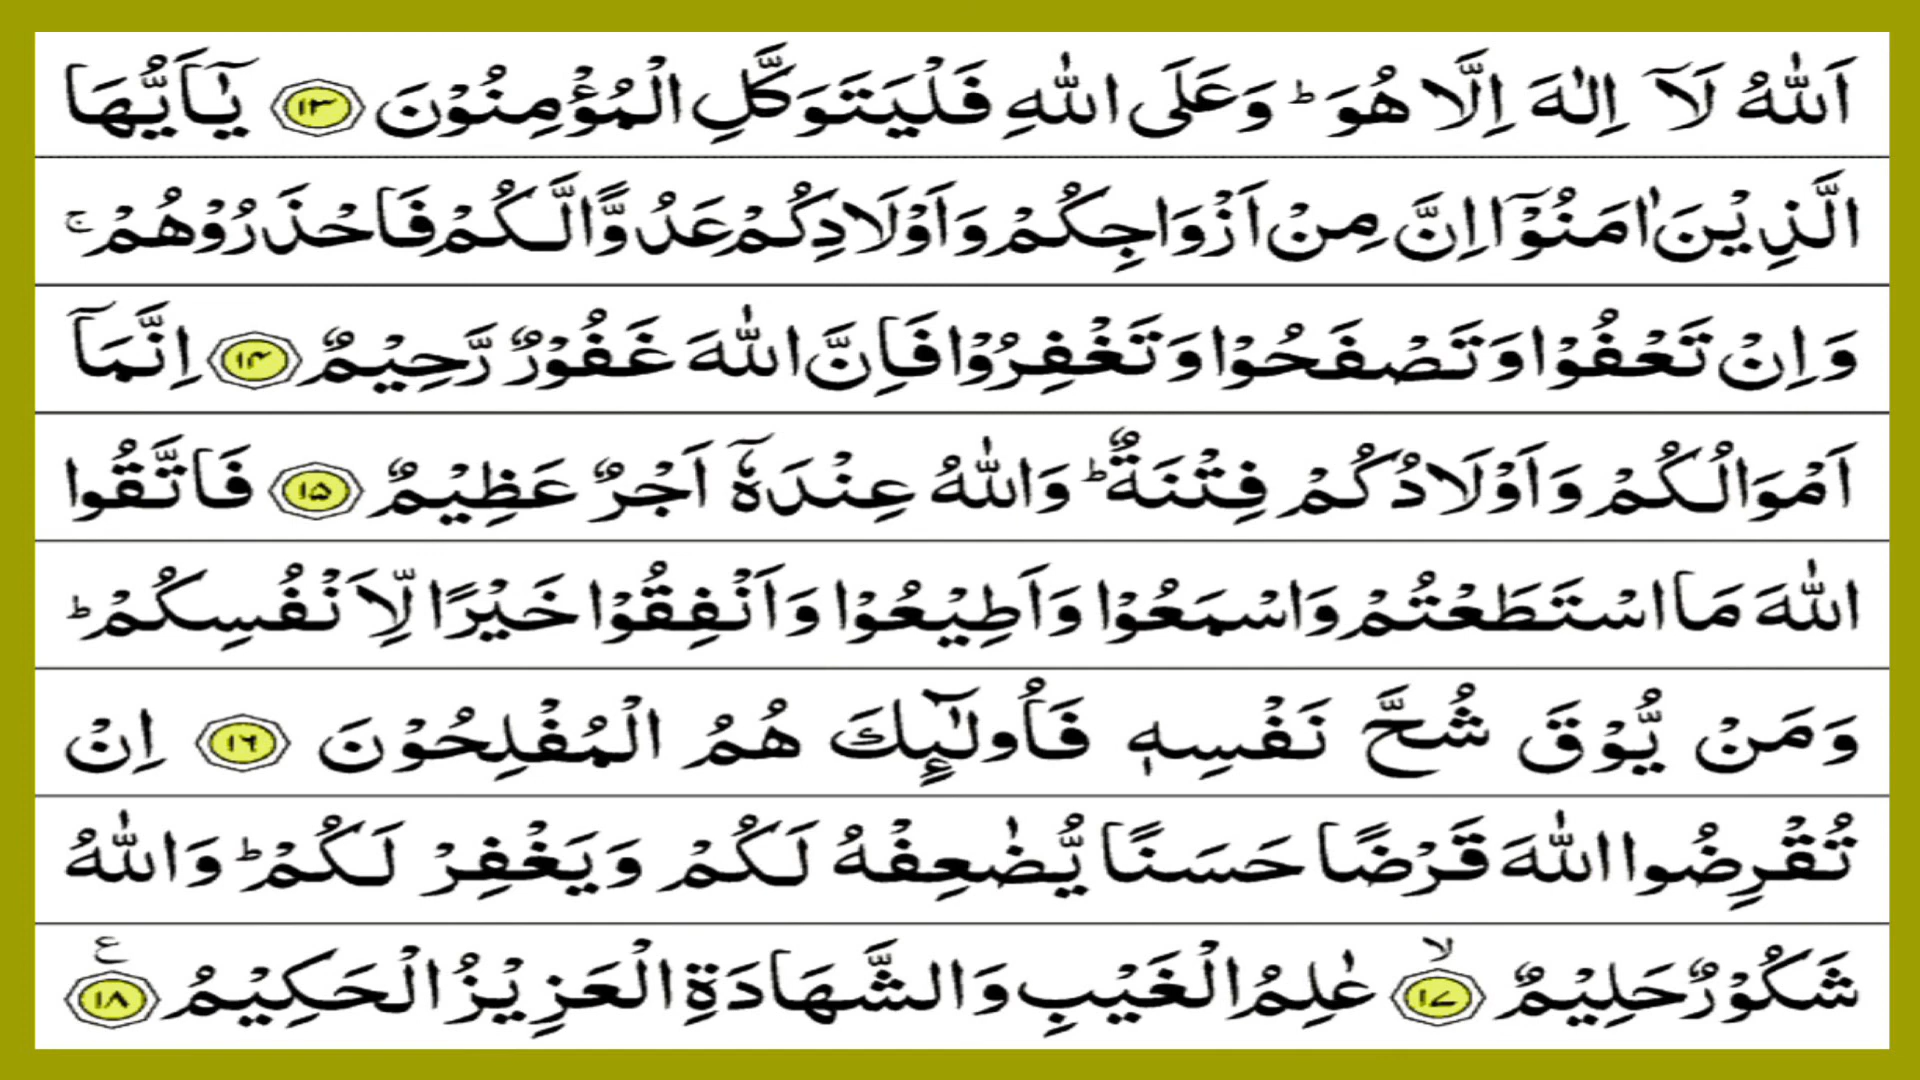 اَللّٰهُ لَاۤ اِلٰهَ اِلَّا هُوَ ؕ وَعَلَى اللّٰهِ فَلْيَتَوَكَّلِ الْمُؤْمِنُوْنَ ۱۳ يٰۤاَيُّهَا
الَّذِيْنَ اٰمَنُوْۤا اِنَّ مِنْ اَزْوَاجِكُمْ وَاَوْلَادِكُمْ عَدُوًّا لَّكُمْ فَاحْذَرُوْهُمْ ۚ
وَاِنْ تَعْفُوْا وَتَصْفَحُوْا وَتَغْفِرُوْا فَاِنَّ اللّٰهَ غَفُوْرٌ رَّحِيْمٌ ۱۴ اِنَّمَاۤ
اَمْوَالُكُمْ وَاَوْلَادُكُمْ فِتْنَةٌ ؕ وَاللّٰهُ عِنْدَهٗۤ اَجْرٌ عَظِيْمٌ ۱۵ فَاتَّقُوا
اللّٰهَ مَا اسْتَطَعْتُمْ وَاسْمَعُوْا وَاَطِيْعُوْا وَاَنْفِقُوْا خَيْرًا لِّاَنْفُسِكُمْ ؕ
وَمَنْ يُّوْقَ شُحَّ نَفْسِهٖ فَاُولٰٓئِكَ هُمُ الْمُفْلِحُوْنَ ۱۶ اِنْ
تُقْرِضُوا اللّٰهَ قَرْضًا حَسَنًا يُّضٰعِفْهُ لَكُمْ وَيَغْفِرْ لَكُمْ ؕ وَاللّٰهُ
شَكُوْرٌ حَلِيْمٌ ۱۷ ۙ عٰلِمُ الْغَيْبِ وَالشَّهَادَةِ الْعَزِيْزُ الْحَكِيْمُ ۱۸ ع